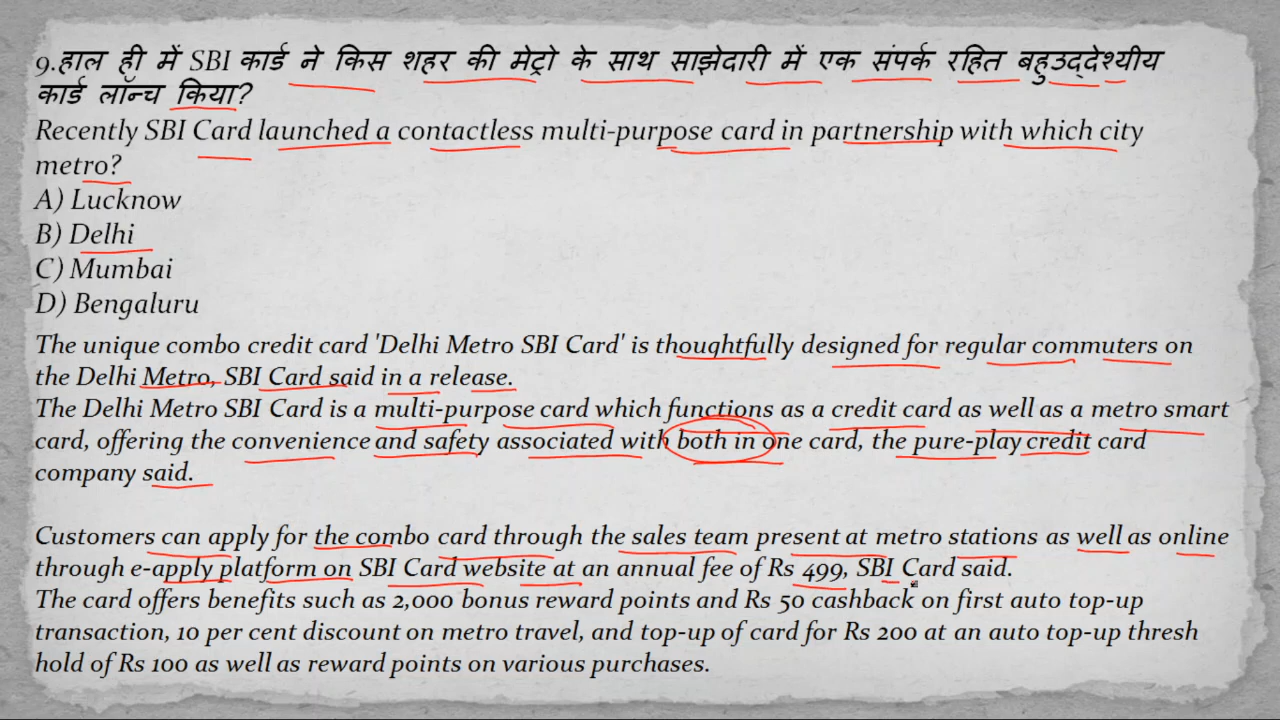 9.हाल ही में SBI कार्ड ने किस शहर की मेट्रो के साथ साझेदारी में एक संपर्क रहित बहुउद्देश्यीय
कार्ड लॉन्च किया?
Recently SBI Card launched a contactless multi-purpose card in partnership with which city
metro?
A) Lucknow
B) Delhi
C) Mumbai
D) Bengaluru
The unique combo credit card 'Delhi Metro SBI Card' is thoughtfully designed for regular commuters on
the Delhi Metro, SBI Card said in a release.
The Delhi Metro SBI Card is a multi-purpose card which functions as a credit card as well as a metro smart
card, offering the convenience and safety associated with both in one card, the pure-play credit card
company said.
Customers can apply for the combo card through the sales team present at metro stations as well as online
through e-apply platform on SBI Card website at an annual fee of Rs 499, SBI Card said.
The card offers benefits such as 2,000 bonus reward points and Rs 50 cashback on first auto top-up
transaction, 10 per cent discount on metro travel, and top-up of card for Rs 200 at an auto top-up thresh
hold of Rs 100 as well as reward points on various purchases.